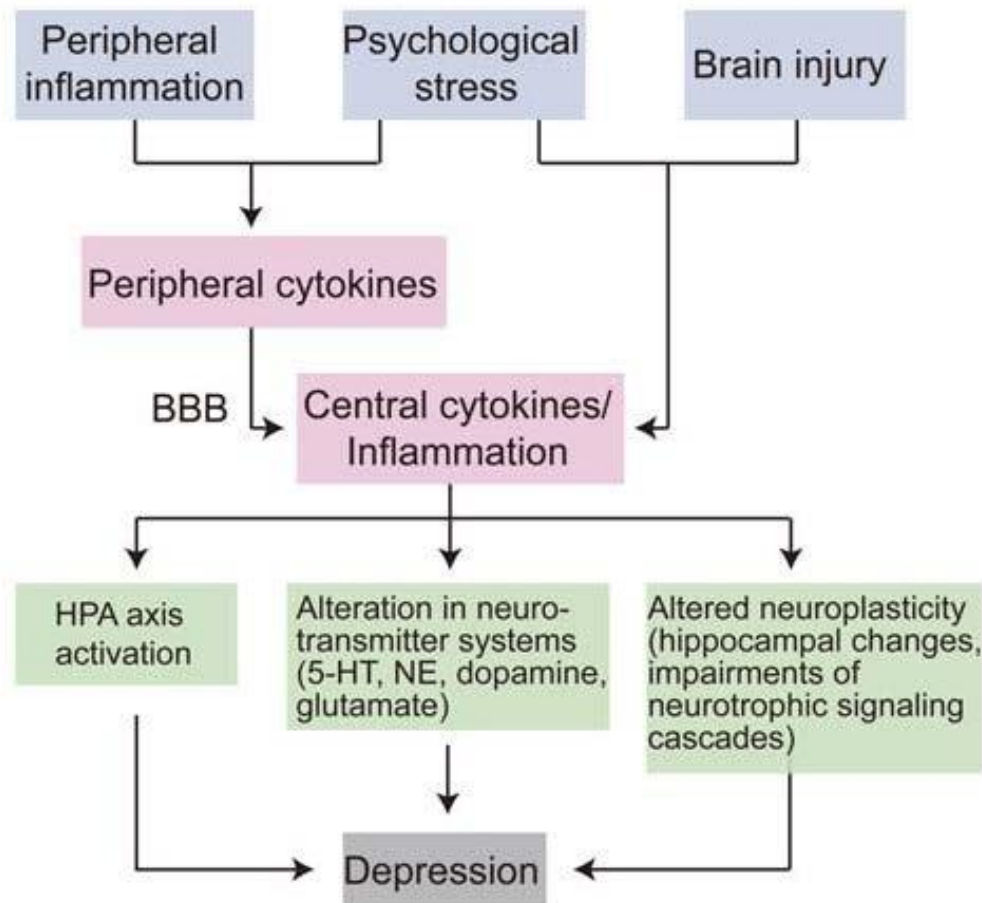 Peripheral
inflammation
Psychological
stress
Brain injury
Peripheral cytokines
BBB
Central cytokines/
Inflammation
HPA axis
activation
Alteration in neuro-
transmitter systems
(5-HT, NE, dopamine,
glutamate)
Altered neuroplasticity
(hippocampal changes,
impairments of
neurotrophic signaling
cascades)
Depression